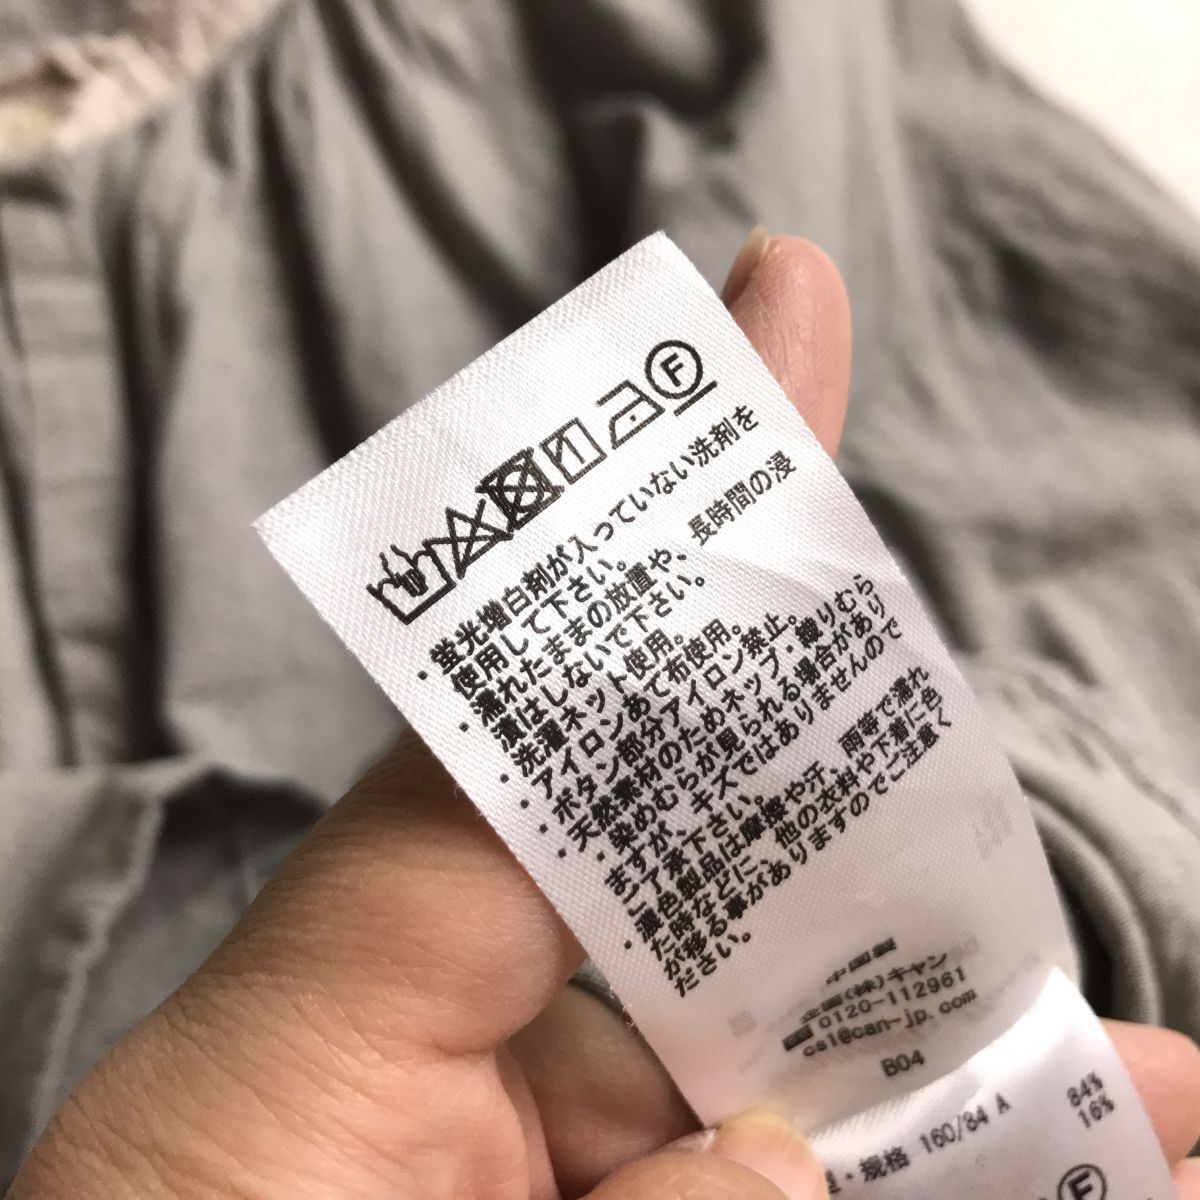 F
・蛍光増白剤が入っていない洗剤を
使用して下さい。
・濡れたままの放置や、長時間の浸
漬はしないで下さい。
・洗濯ネット使用。
・アイロンあて布使用。
・ボタン部分アイロン禁止。
・天然素材のためネップ・織りむら
・染めむらが見られる場合があり
ますが、キズではありませんので
ご了承下さい。
・濃色製品は摩擦や汗、雨等で濡れ
た時などに、他の衣料や下着に色
が移る事がありますのでご注意く
ださい。
中国製
企画(株)キャン
0120-112961
csl@can-jp.com
B04
・規格 160/84 A
84%
16%
F